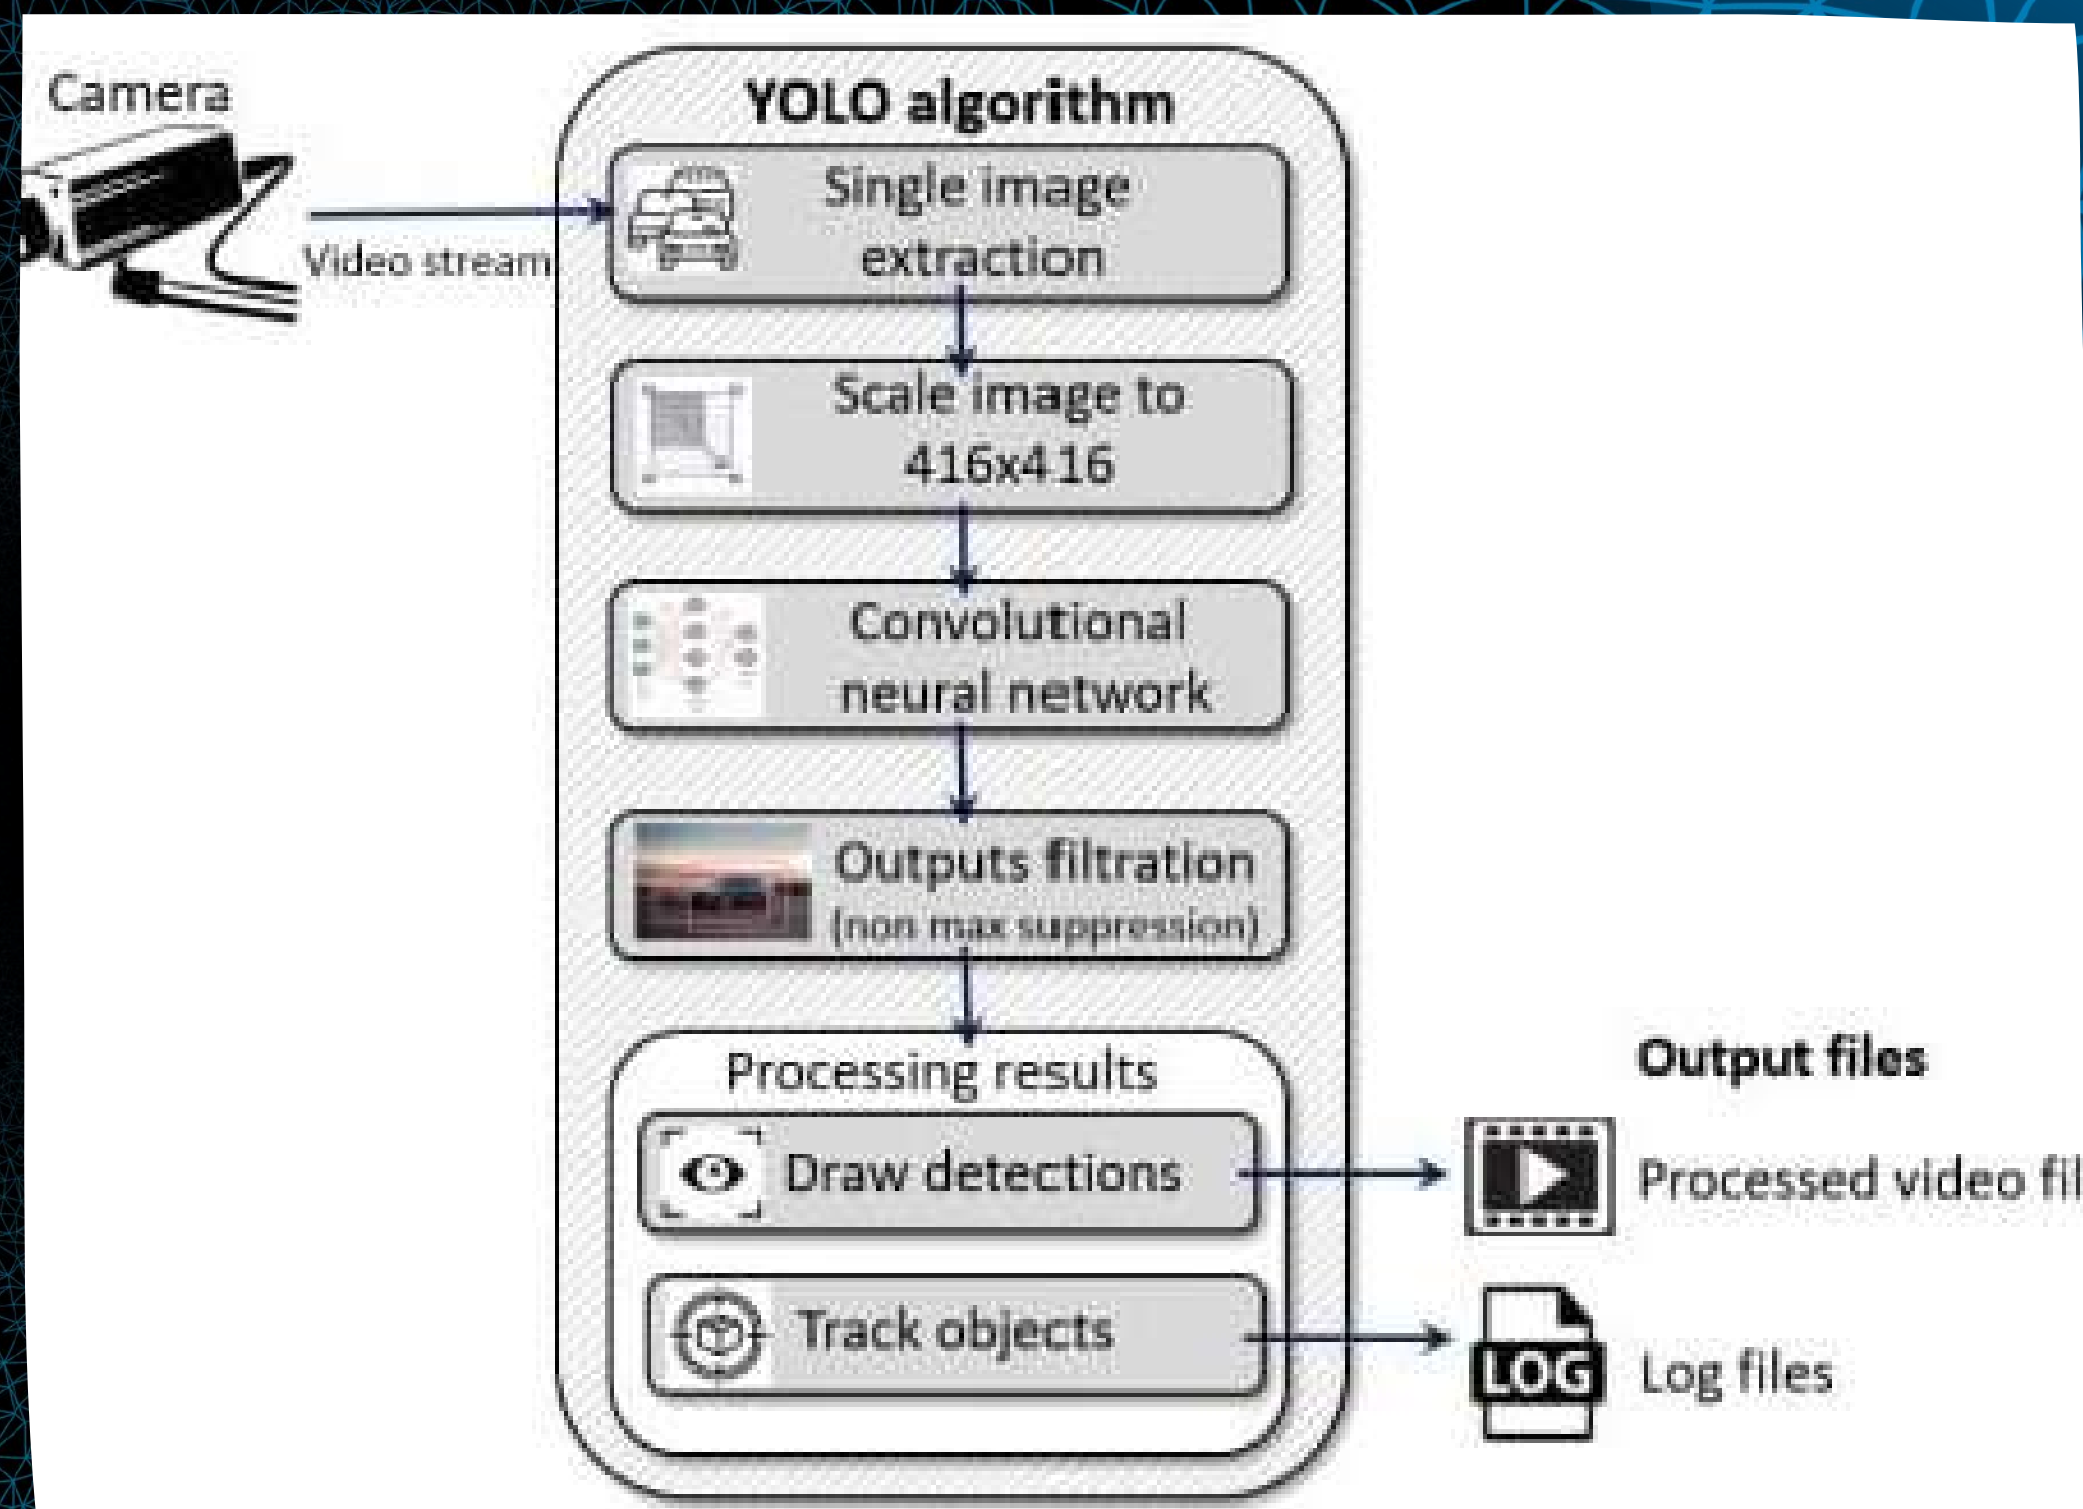 Camera
Video stream
YOLO algorithm
Single image
extraction
Scale image to
416x416
Convolutional
neural network
Outputs filtration
(non max suppression)
Processing results
Draw detections
Track objects
Output files
Processed video fil
LOG
Log files